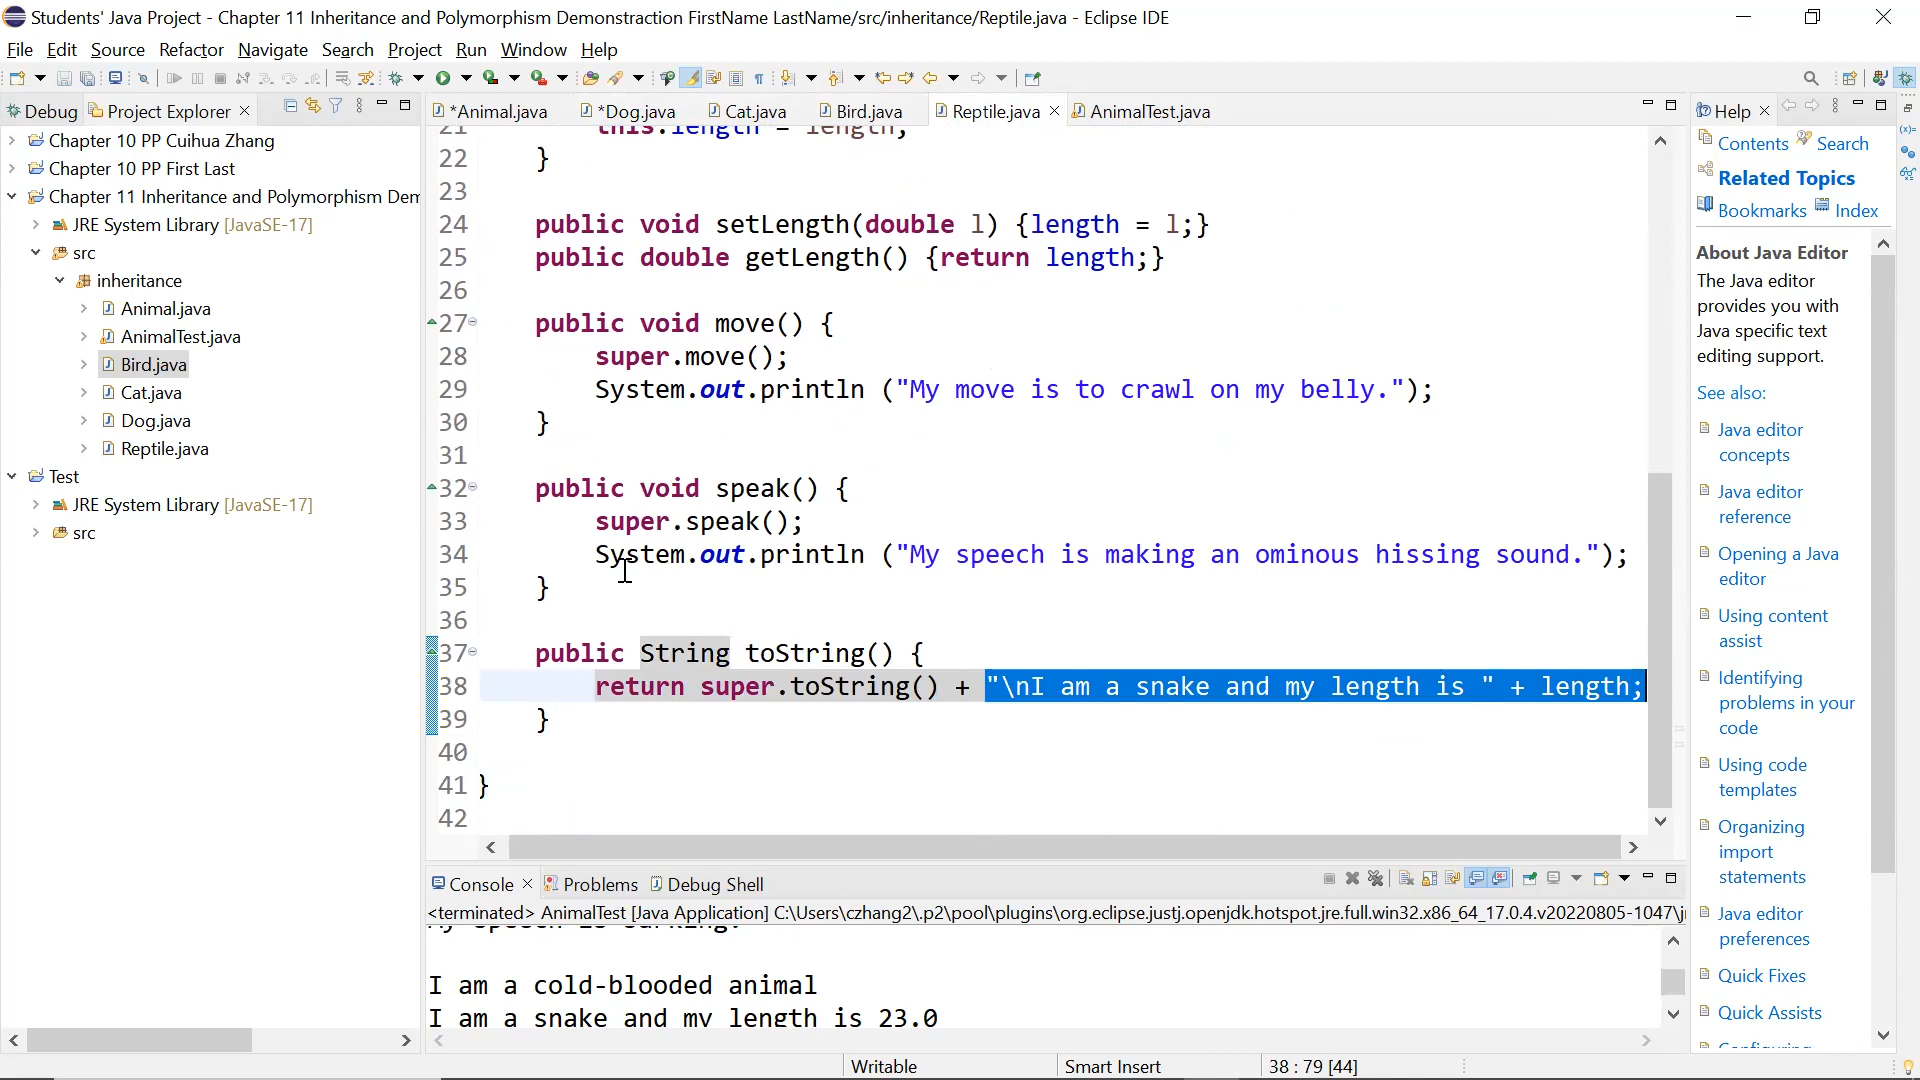 Students' Java Project - Chapter 11 Inheritance and Polymorphism Demonstraction FirstName LastName/src/inheritance/Reptile.java - Eclipse IDE
File Edit Source Refactor Navigate Search Project Run Window Help
Debug Project Explorer
*Animal.java *Dog.java Cat.java Bird.java Reptile.java AnimalTest.java
Help
Chapter 10 PP Cuihua Zhang
Chapter 10 PP First Last
Chapter 11 Inheritance and Polymorphism Dem
JRE System Library [JavaSE-17]
src
inheritance
Animal.java
AnimalTest.java
Bird.java
Cat.java
Dog.java
Reptile.java
Test
JRE System Library [JavaSE-17]
src
21 this.length = length;
22 }
23
24 public void setLength(double l) {length = l;}
25 public double getLength() {return length;}
26
27 public void move() {
28 super.move();
29 System.out.println ("My move is to crawl on my belly.");
30 }
31
32 public void speak() {
33 super.speak();
34 System.out.println ("My speech is making an ominous hissing sound.");
35 }
36
37 public String toString() {
38 return super.toString() + "\nI am a snake and my length is " + length;
39 }
40
41 }
42
Console Problems Debug Shell
<terminated> AnimalTest [Java Application] C:\Users\czhang2\.p2\pool\plugins\org.eclipse.justj.openjdk.hotspot.jre.full.win32.x86_64_17.0.4.v20220805-1047\j
I am a cold-blooded animal
I am a snake and my length is 23.0
Contents Search
Related Topics
Bookmarks Index
About Java Editor
The Java editor
provides you with
Java specific text
editing support.
See also:
Java editor
concepts
Java editor
reference
Opening a Java
editor
Using content
assist
Identifying
problems in your
code
Using code
templates
Organizing
import
statements
Java editor
preferences
Quick Fixes
Quick Assists
Writable Smart Insert 38 : 79 [44]